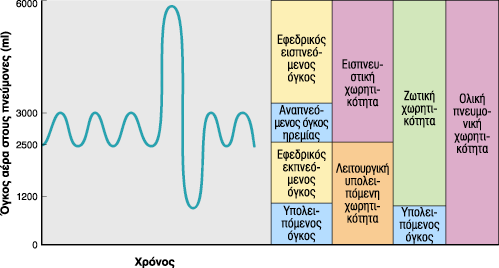 Όγκος αέρα στους πνεύμονες (ml)
6000
3000
2500
1200
0
Χρόνος
Εφεδρικός
εισπνεό-
μενος
όγκος
Αναπνεό-
μενος όγκος
ηρεμίας
Εφεδρικός
εκπνεό-
μενος
όγκος
Υπολει-
πόμενος
όγκος
Εισπνευ-
στική
χωρητι-
κότητα
Λειτουργική
υπολει-
πόμενη
χωρητι-
κότητα
Ζωτική
χωρητι-
κότητα
Υπολει-
πόμενος
όγκος
Ολική
πνευμο-
νική
χωρητι-
κότητα